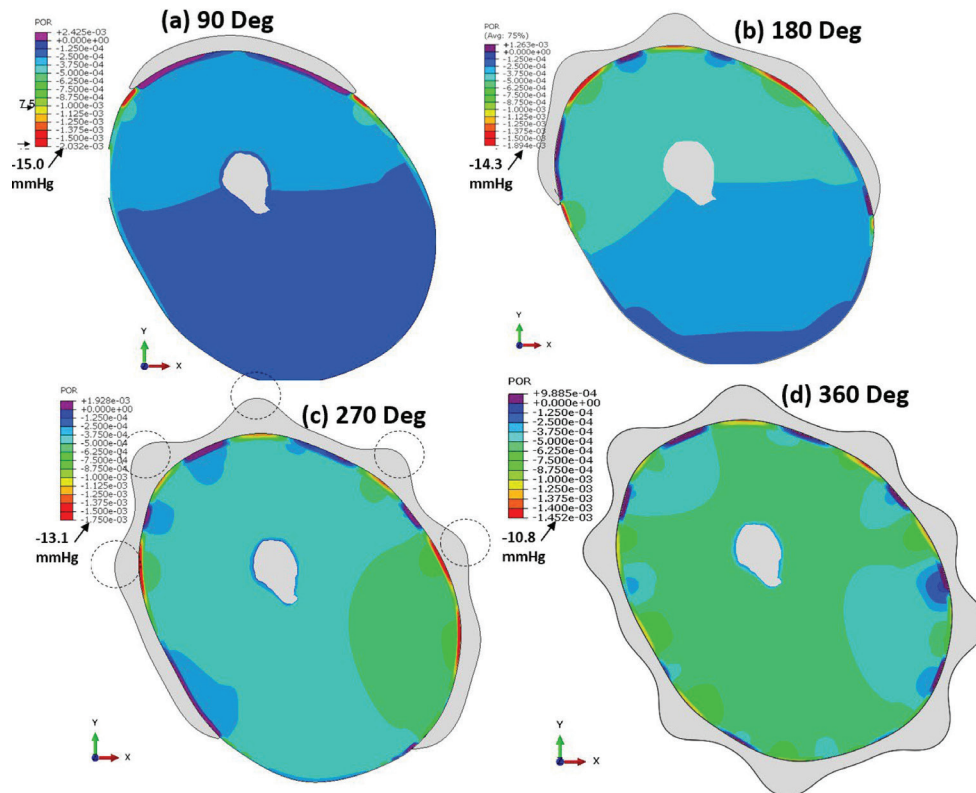 (a) 90 Deg
POR
+2.425e-03
+0.000e+00
-1.250e-04
-2.500e-04
-3.750e-04
-5.000e-04
-6.250e-04
-7.500e-04
-8.750e-04
-1.000e-03
-1.125e-03
-1.250e-03
-1.375e-03
-1.500e-03
-2.032e-03
7.5
-15.0
mmHg
Y
X
(b) 180 Deg
POR
(Avg: 75%)
+1.263e-03
+0.000e+00
-1.250e-04
-2.500e-04
-3.750e-04
-5.000e-04
-6.250e-04
-7.500e-04
-8.750e-04
-1.000e-03
-1.125e-03
-1.250e-03
-1.375e-03
-1.500e-03
-1.894e-03
-14.3
mmHg
Y
X
(c) 270 Deg
POR
+1.928e-03
+0.000e+00
-1.250e-04
-2.500e-04
-3.750e-04
-5.000e-04
-6.250e-04
-7.500e-04
-8.750e-04
-1.000e-03
-1.125e-03
-1.250e-03
-1.375e-03
-1.500e-03
-1.750e-03
-13.1
mmHg
Y
X
(d) 360 Deg
POR
+9.885e-04
+0.000e+00
-1.250e-04
-2.500e-04
-3.750e-04
-5.000e-04
-6.250e-04
-7.500e-04
-8.750e-04
-1.000e-03
-1.125e-03
-1.250e-03
-1.375e-03
-1.400e-03
-1.452e-03
-10.8
mmHg
Y
X